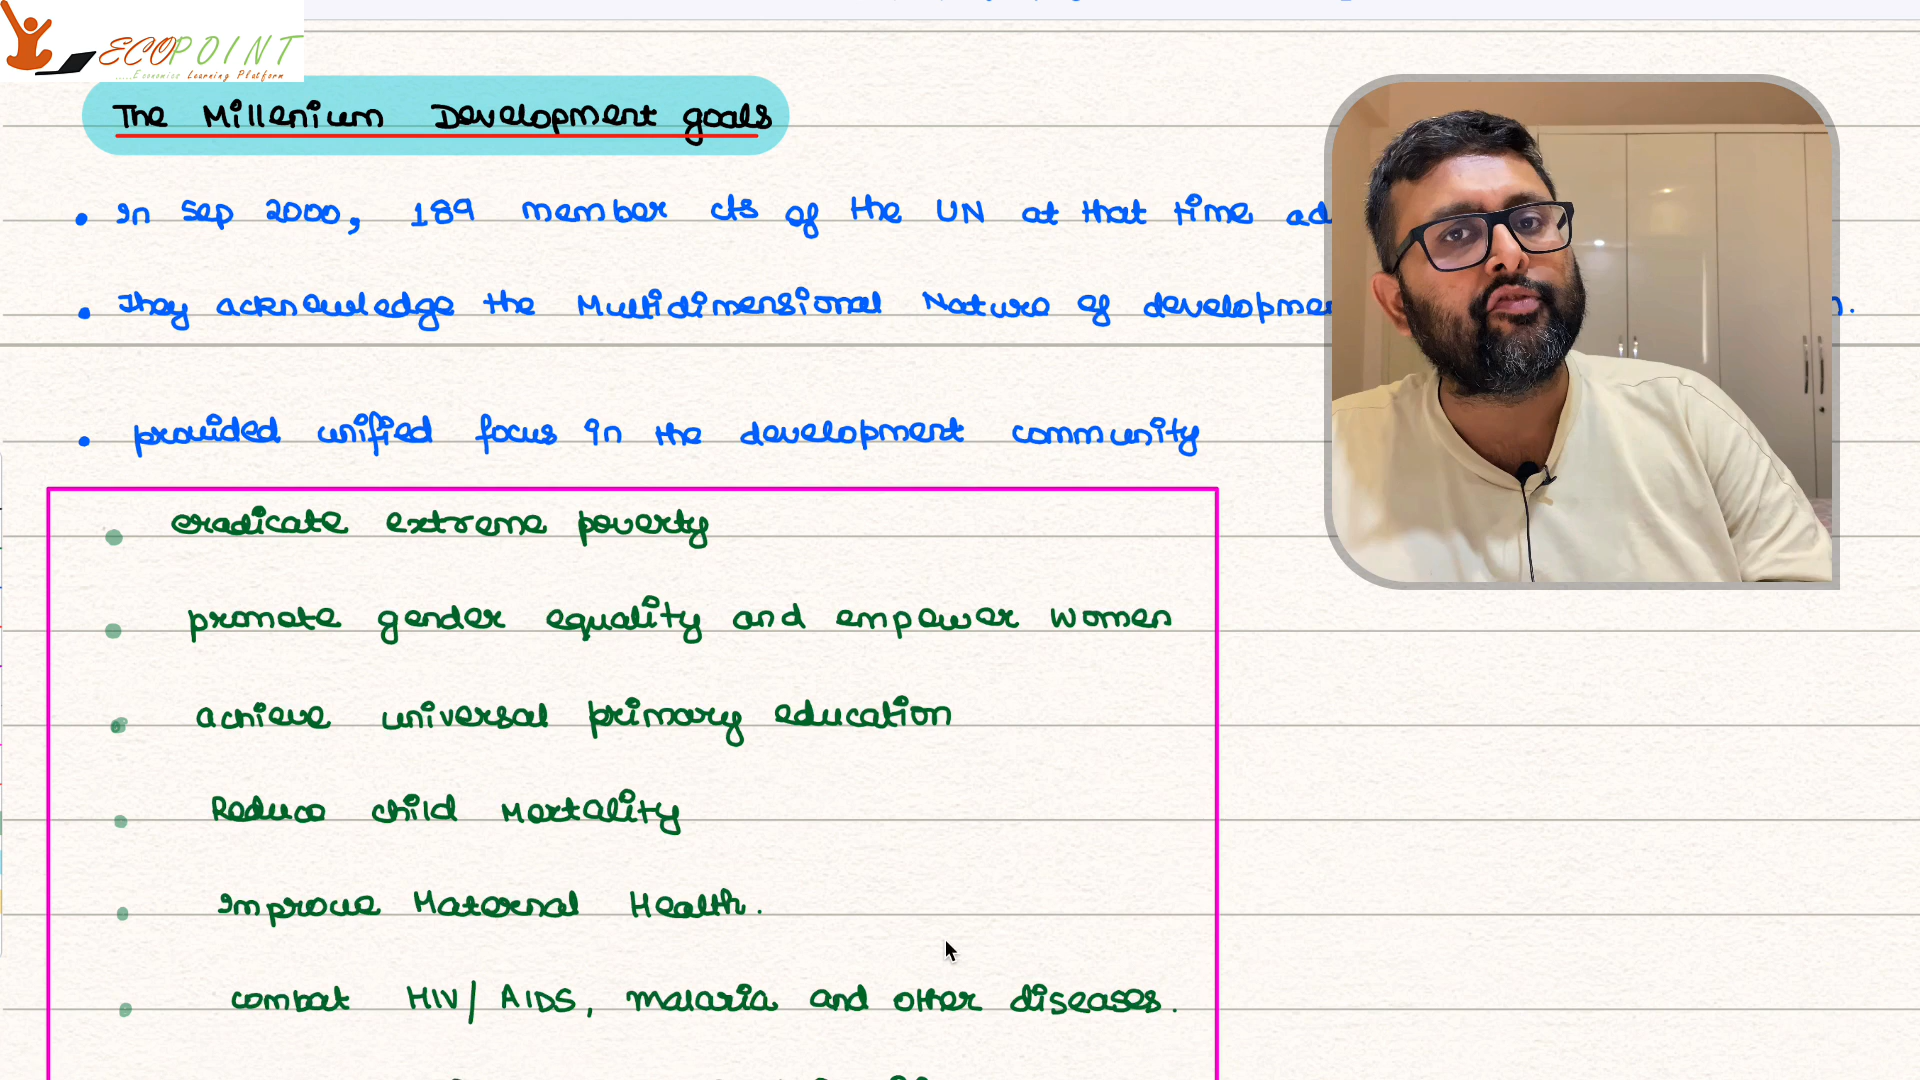 ECOPOINT
.....Economics Learning Platform
The Millenium Development goals
• In Sep 2000, 189 member cts of the UN at that time ad
• They acknowledge the Multidimensional Nature of developmen
• provided unified focus in the development community
• eradicate extreme poverty
• promote gender equality and empower women
• achieve universal primary education
• Reduce child Mortality
• Improve Maternal Health.
• combat HIV/AIDS, malaria and other diseases.